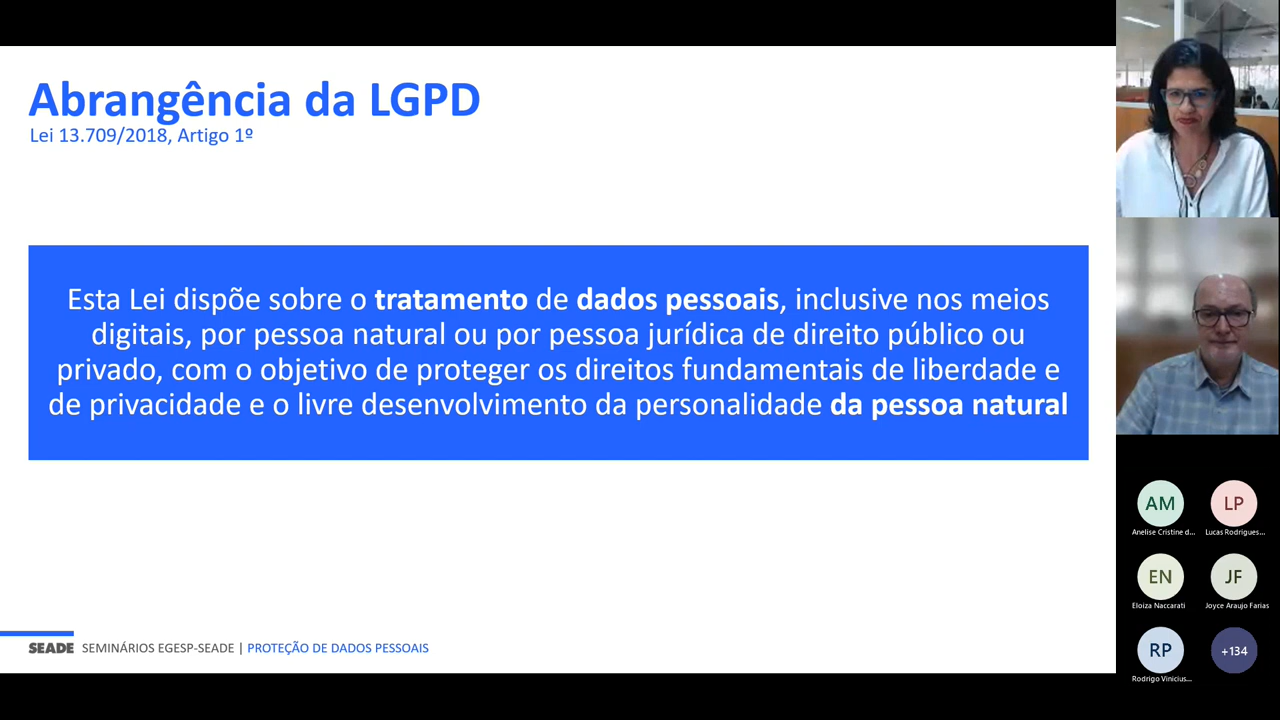 Abrangência da LGPD
Lei 13.709/2018, Artigo 1º
Esta Lei dispõe sobre o tratamento de dados pessoais, inclusive nos meios
digitais, por pessoa natural ou por pessoa jurídica de direito público ou
privado, com o objetivo de proteger os direitos fundamentais de liberdade e
de privacidade e o livre desenvolvimento da personalidade da pessoa natural
SEADE SEMINÁRIOS EGESP-SEADE | PROTEÇÃO DE DADOS PESSOAIS
AM LP
Anelise Cristine d... Lucas Rodrigues...
EN JF
Eloiza Naccarati Joyce Araujo Farias
RP +134
Rodrigo Vinicius...